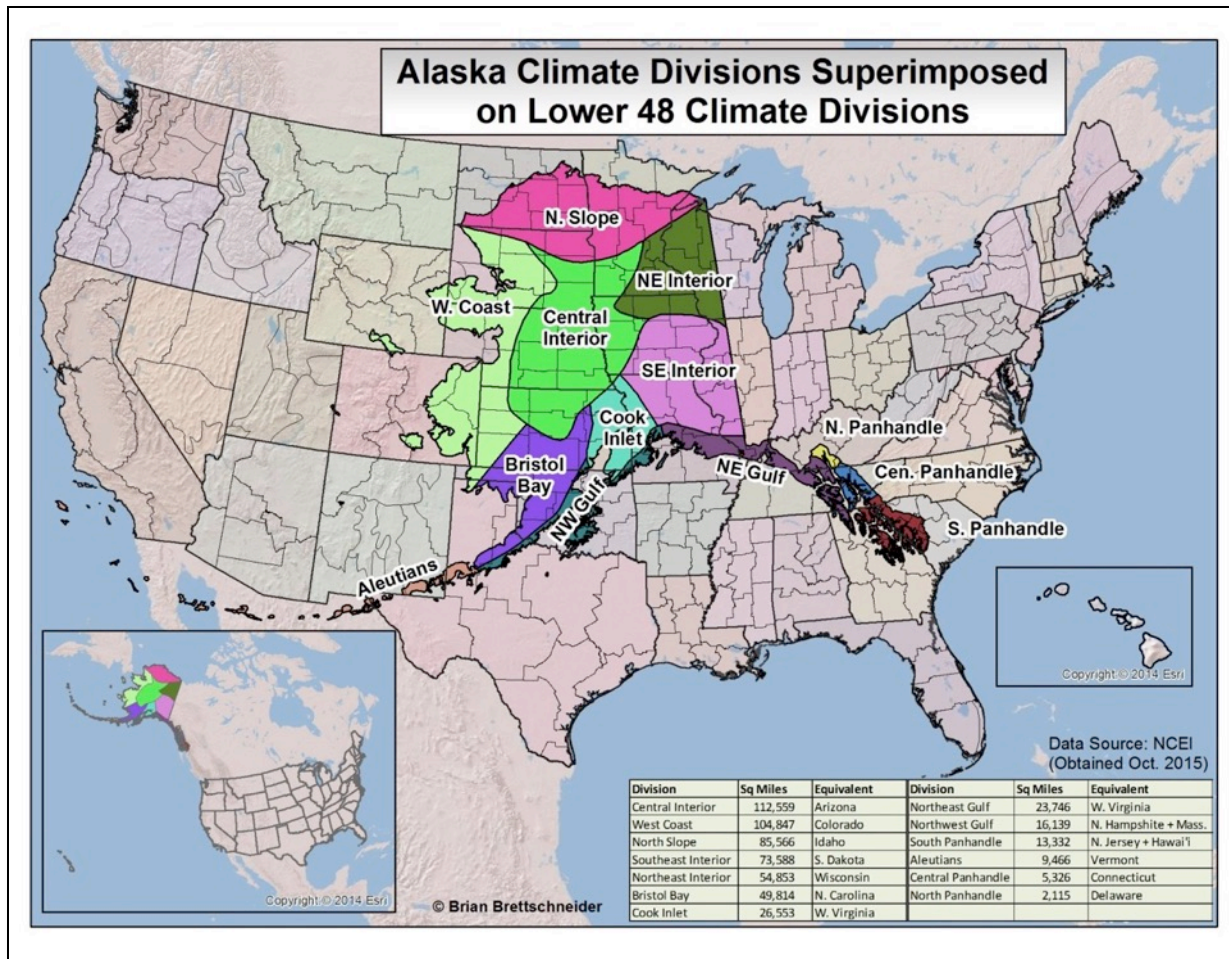 Alaska Climate Divisions Superimposed
on Lower 48 Climate Divisions
N. Slope
NE Interior
W. Coast
Central
Interior
SE Interior
Cook
Inlet
N. Panhandle
Bristol
Bay
NE Gulf
Cen. Panhandle
NW Gulf
S. Panhandle
Aleutians
Copyright © 2014 Esri
Copyright © 2014 Esri
Data Source: NCEI
(Obtained Oct. 2015)
© Brian Brettschneider
Division Sq Miles Equivalent Division Sq Miles Equivalent
Central Interior 112,559 Arizona Northeast Gulf 23,746 W. Virginia
West Coast 104,847 Colorado Northwest Gulf 16,139 N. Hampshite + Mass.
North Slope 85,566 Idaho South Panhandle 13,332 N. Jersey + Hawai'i
Southeast Interior 73,588 S. Dakota Aleutians 9,466 Vermont
Northeast Interior 54,853 Wisconsin Central Panhandle 5,326 Connecticut
Bristol Bay 49,814 N. Carolina North Panhandle 2,115 Delaware
Cook Inlet 26,553 W. Virginia